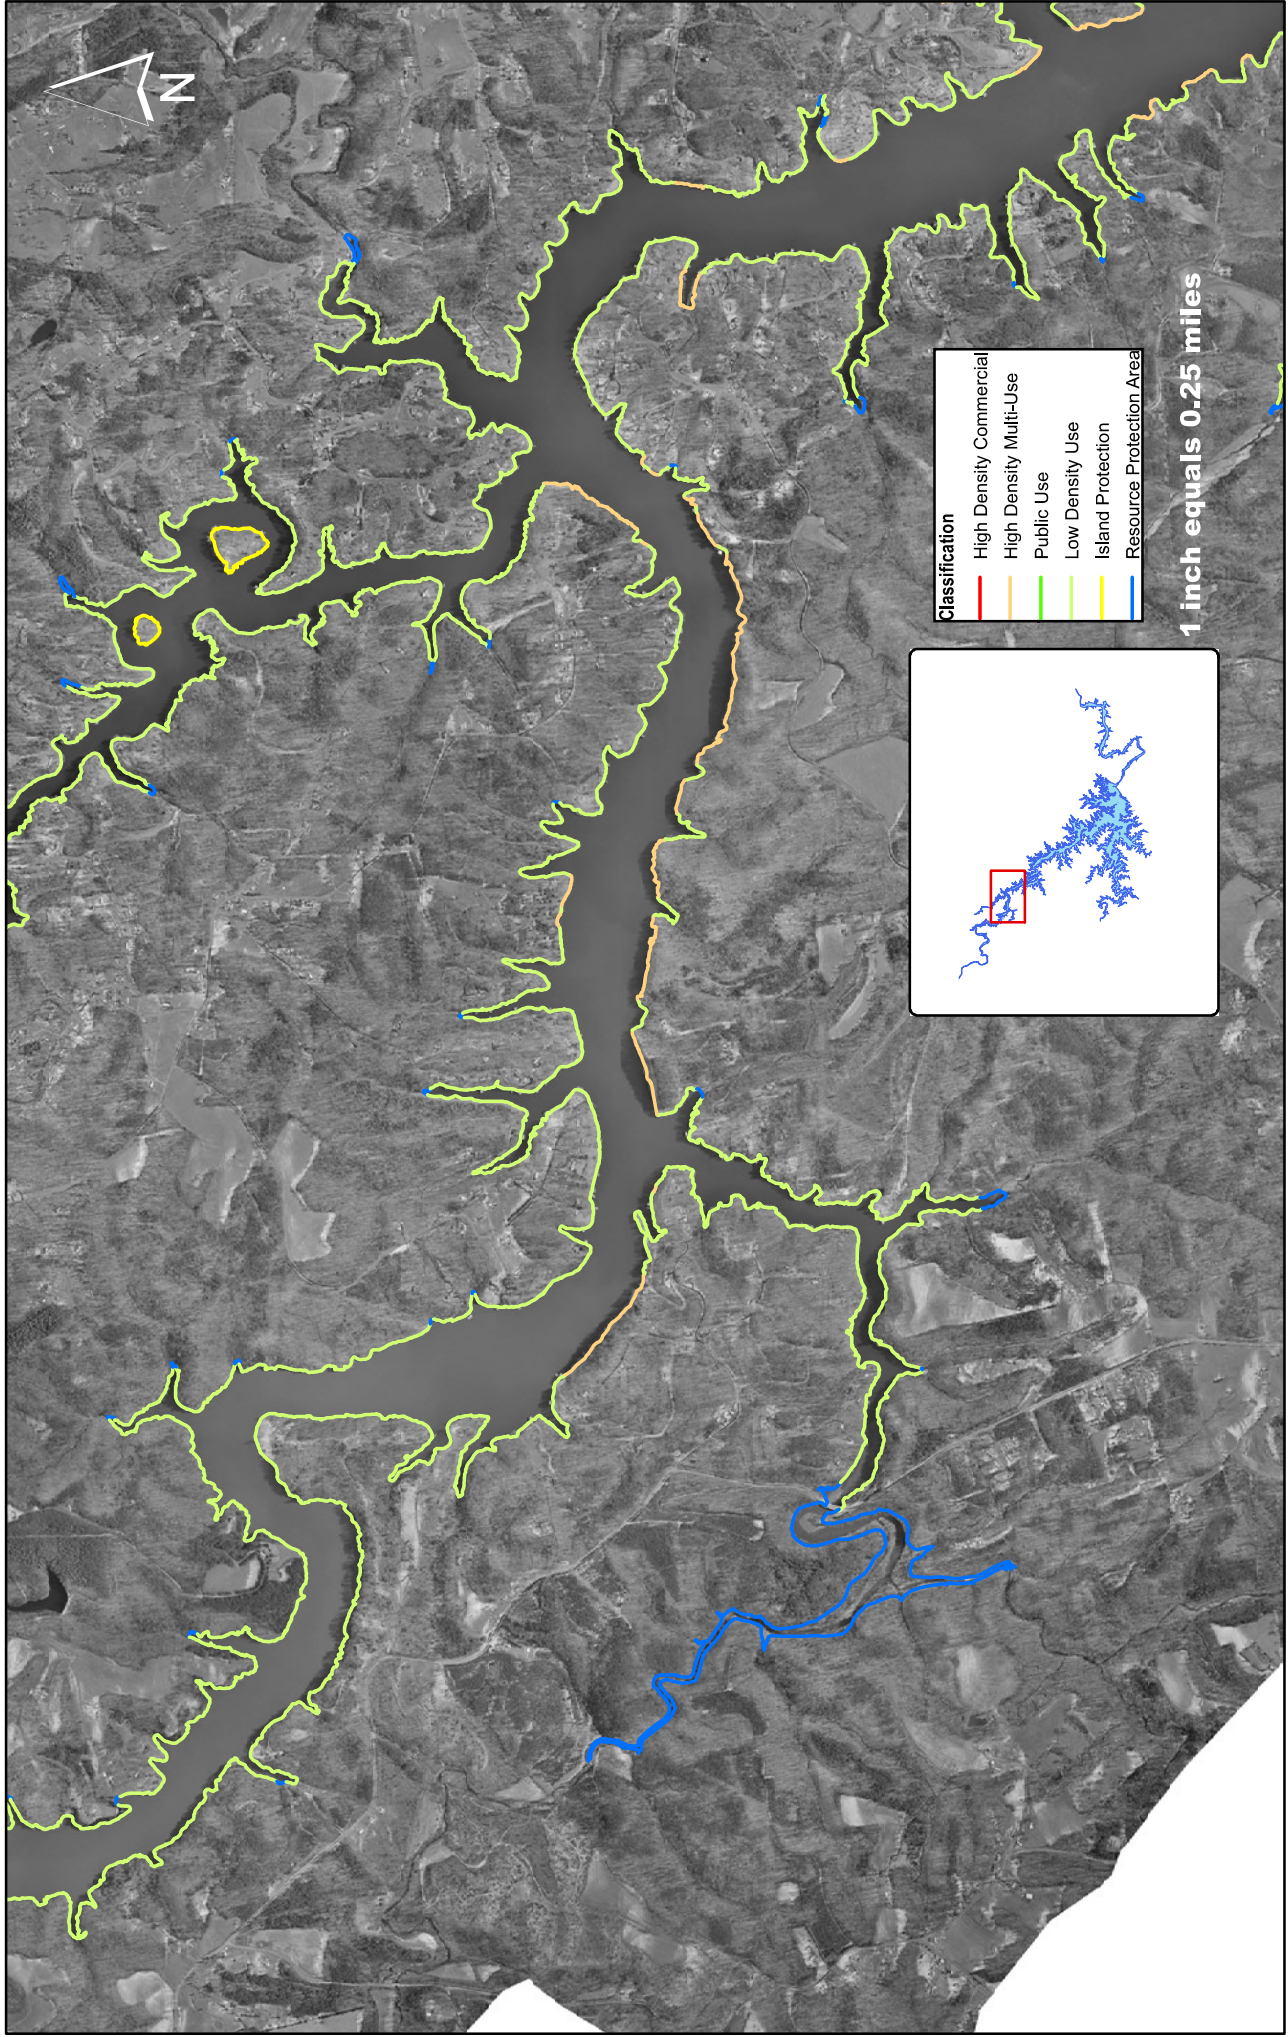 N
Classification
High Density Commercial
High Density Multi-Use
Public Use
Low Density Use
Island Protection
Resource Protection Area
1 inch equals 0.25 miles